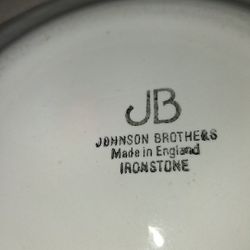 JB
JOHNSON BROTHERS
Made in England
IRONSTONE